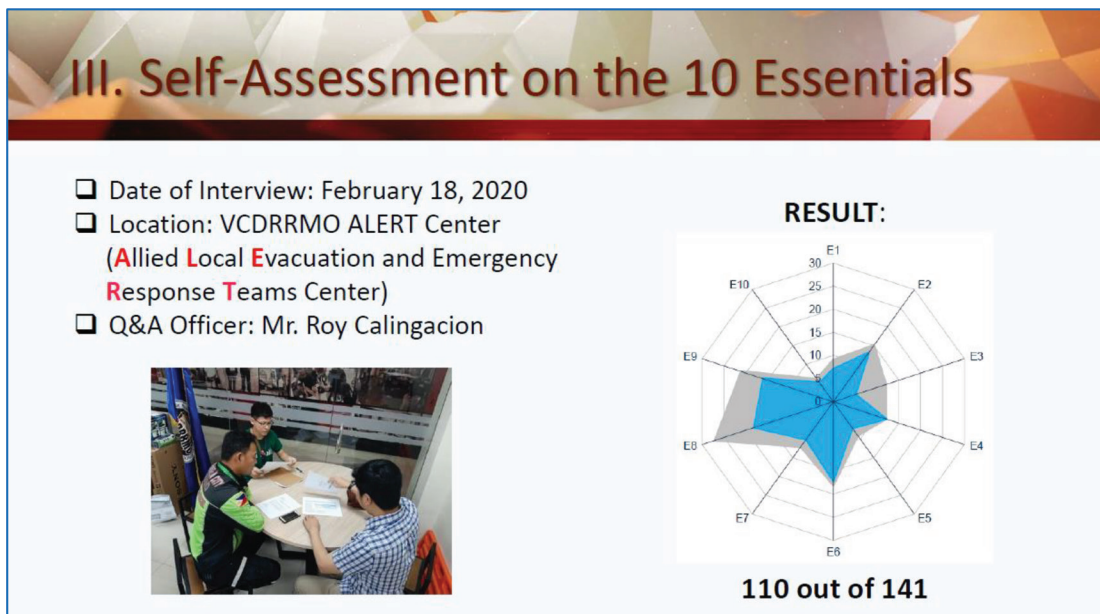 III. Self-Assessment on the 10 Essentials
❑ Date of Interview: February 18, 2020
❑ Location: VCDRRMO ALERT Center
(Allied Local Evacuation and Emergency
Response Teams Center)
❑ Q&A Officer: Mr. Roy Calingacion
RESULT:
E1
30
E10
E2
25
20
15
E9
E3
10
5
0
E8
E4
E7
E5
E6
110 out of 141